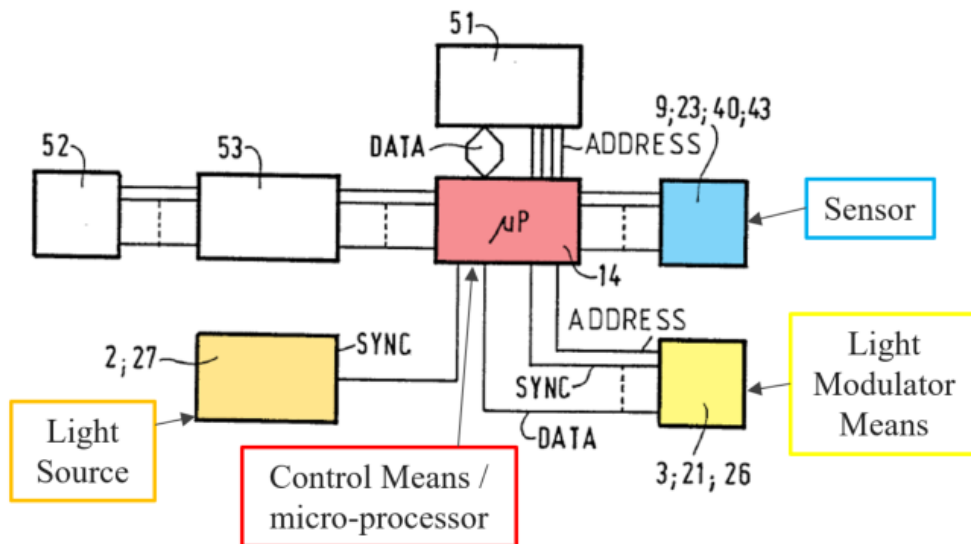 51
9;23;40;43
52
53
DATA
ADDRESS
µP
Sensor
14
ADDRESS
2;27
SYNC
SYNC
Light
Modulator
Means
Light
Source
DATA
Control Means /
micro-processor
3;21;26